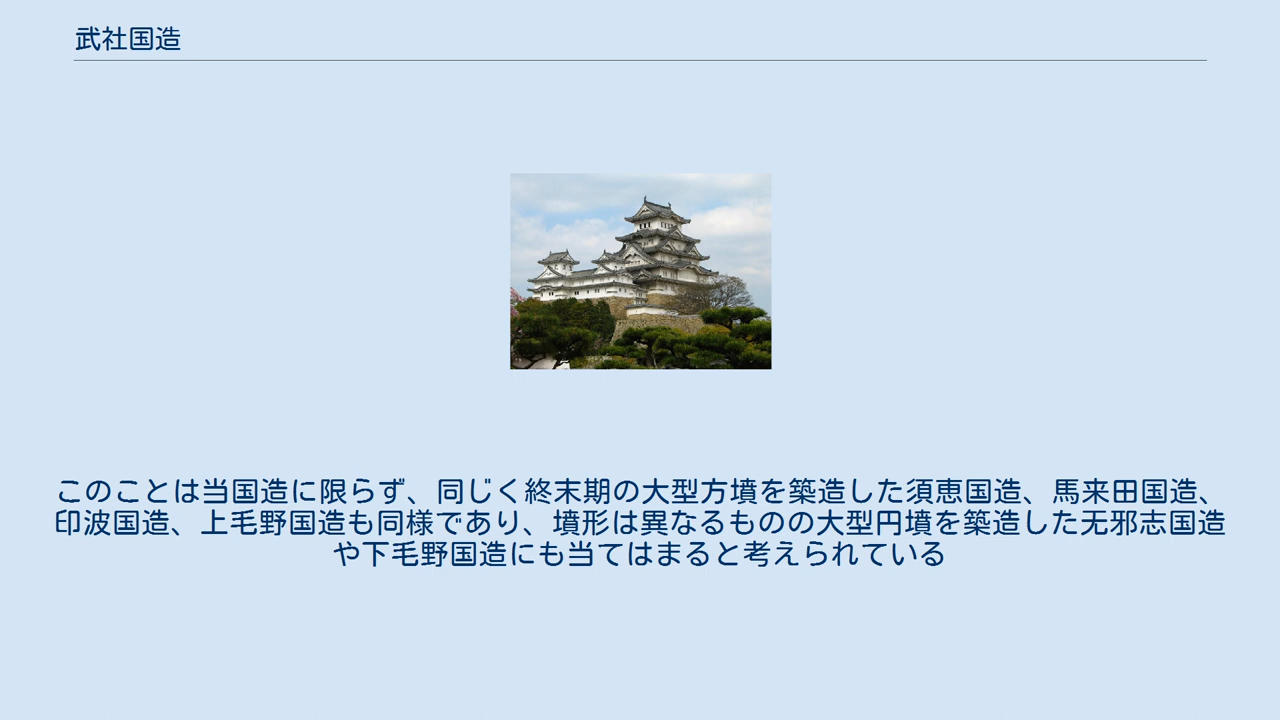 武社国造
このことは当国造に限らず、同じく終末期の大型方墳を築造した須恵国造、馬来田国造、
印波国造、上毛野国造も同様であり、墳形は異なるものの大型円墳を築造した无邪志国造
や下毛野国造にも当てはまると考えられている